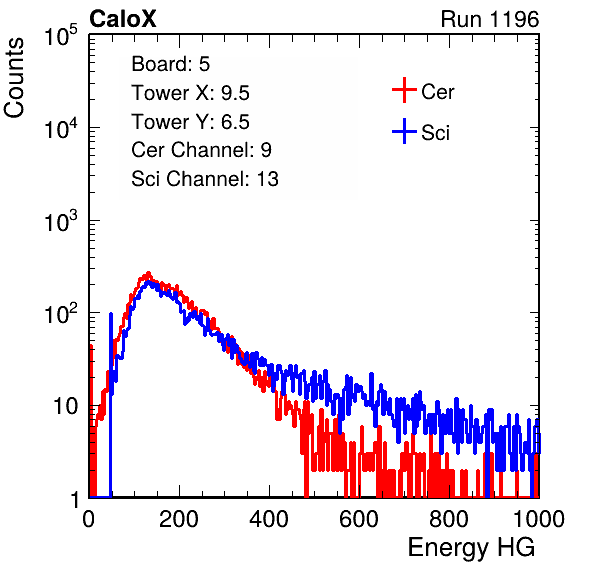 CaloX Run 1196
Counts
10^5
10^4
10^3
10^2
10
1
Board: 5
Tower X: 9.5
Tower Y: 6.5
Cer Channel: 9
Sci Channel: 13
Cer
Sci
0 200 400 600 800 1000
Energy HG